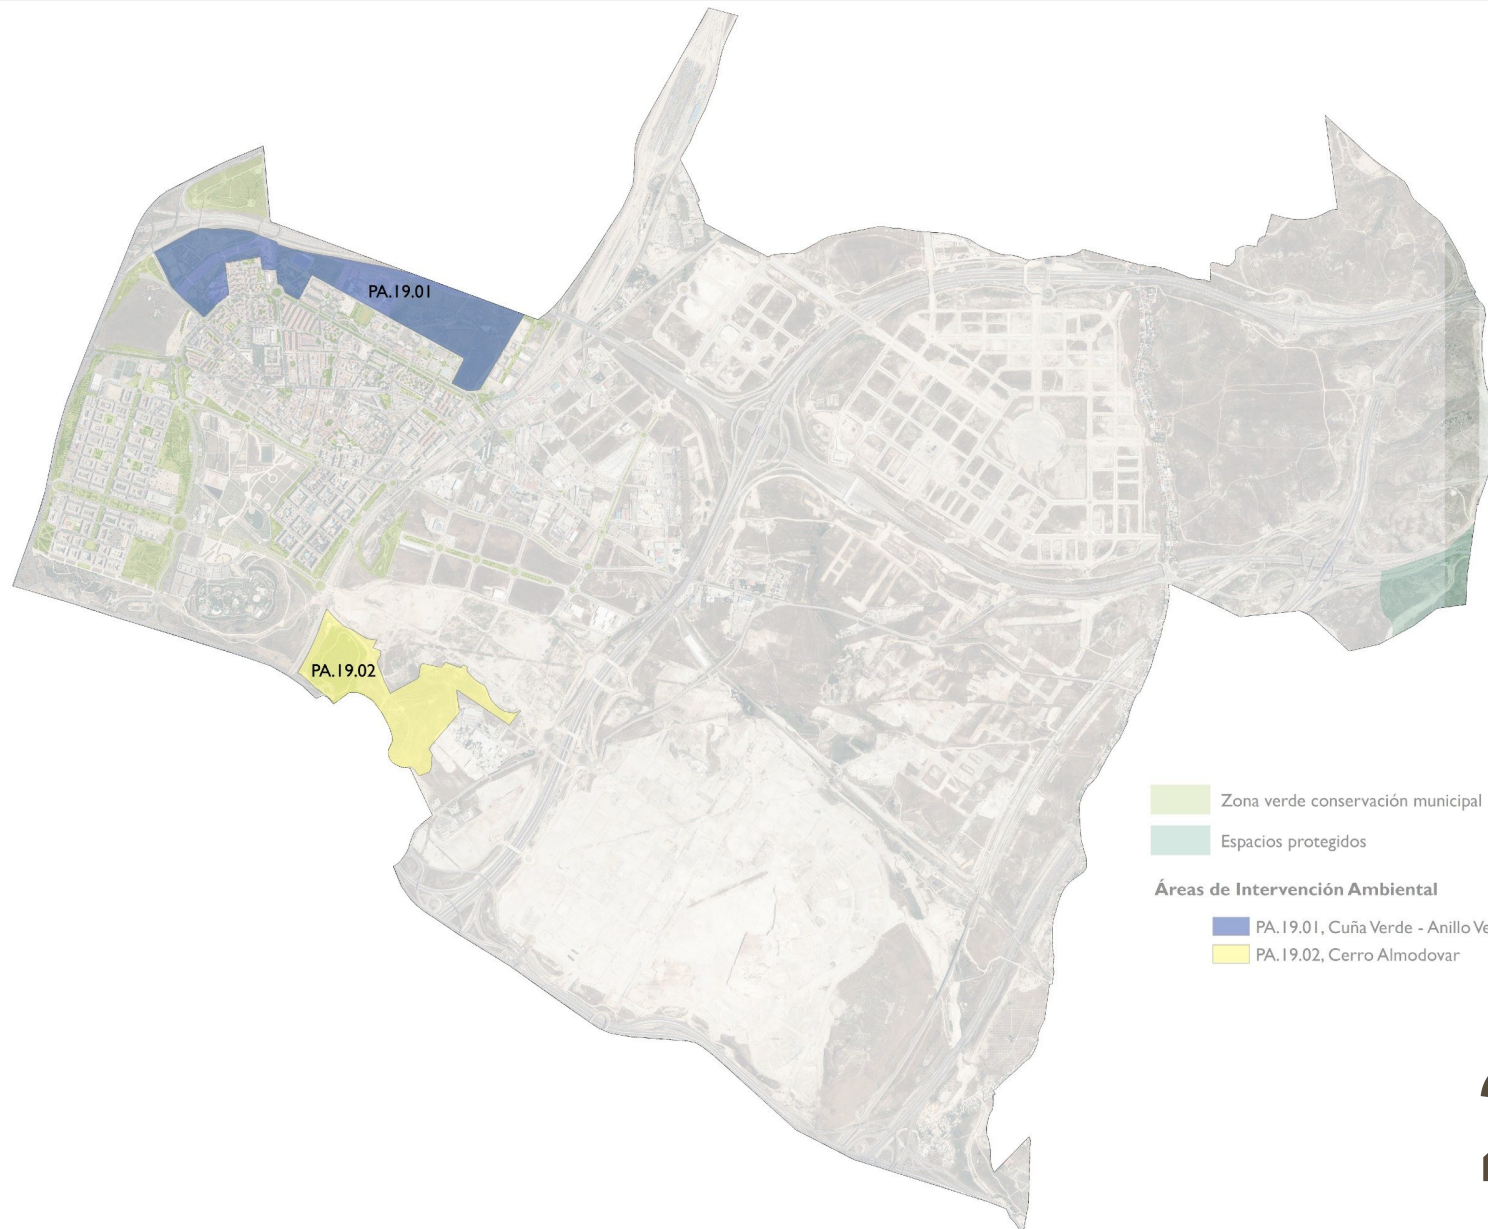 PA.19.01
PA.19.02
Zona verde conservación municipal
Espacios protegidos
Áreas de Intervención Ambiental
PA.19.01, Cuña Verde - Anillo Ve
PA.19.02, Cerro Almodovar